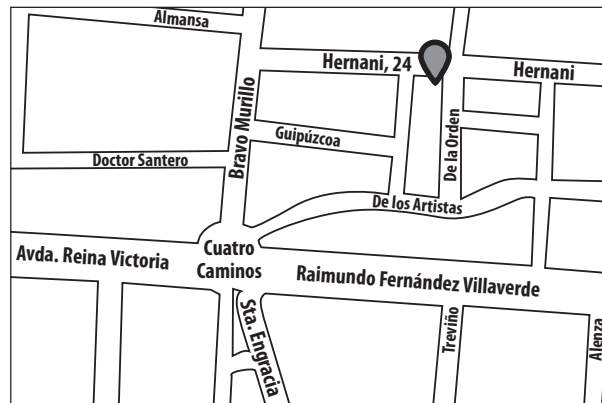 Almansa
Hernani, 24
Hernani
Bravo Murillo
Guipúzcoa
De la Orden
Doctor Santero
De los Artistas
Avda. Reina Victoria
Cuatro
Caminos
Raimundo Fernández Villaverde
Sta. Engracia
Treviño
Alenza